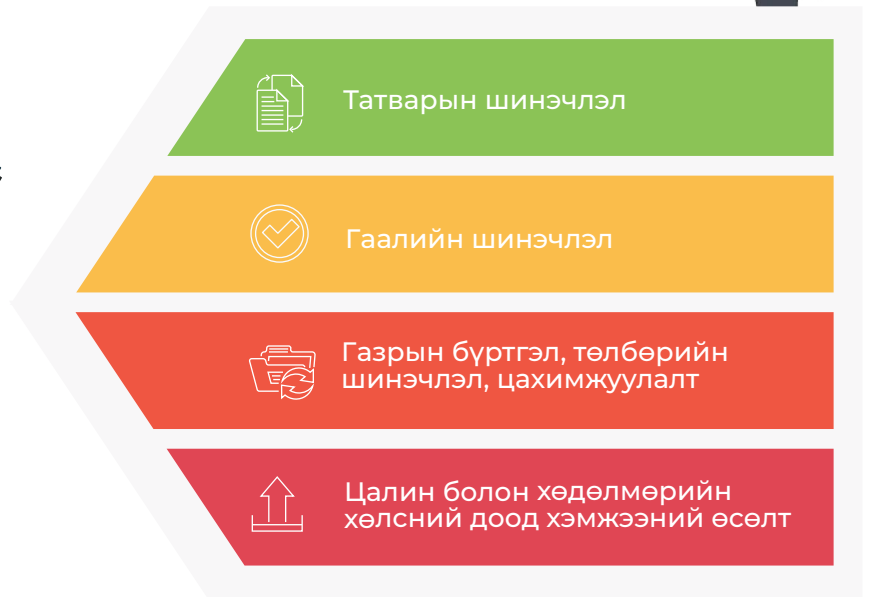 Татварын шинэчлэл
Гаалийн шинэчлэл
Газрын бүртгэл, төлбөрийн
шинэчлэл, цахимжуулалт
Цалин болон хөдөлмөрийн
хөлсний доод хэмжээний өсөлт